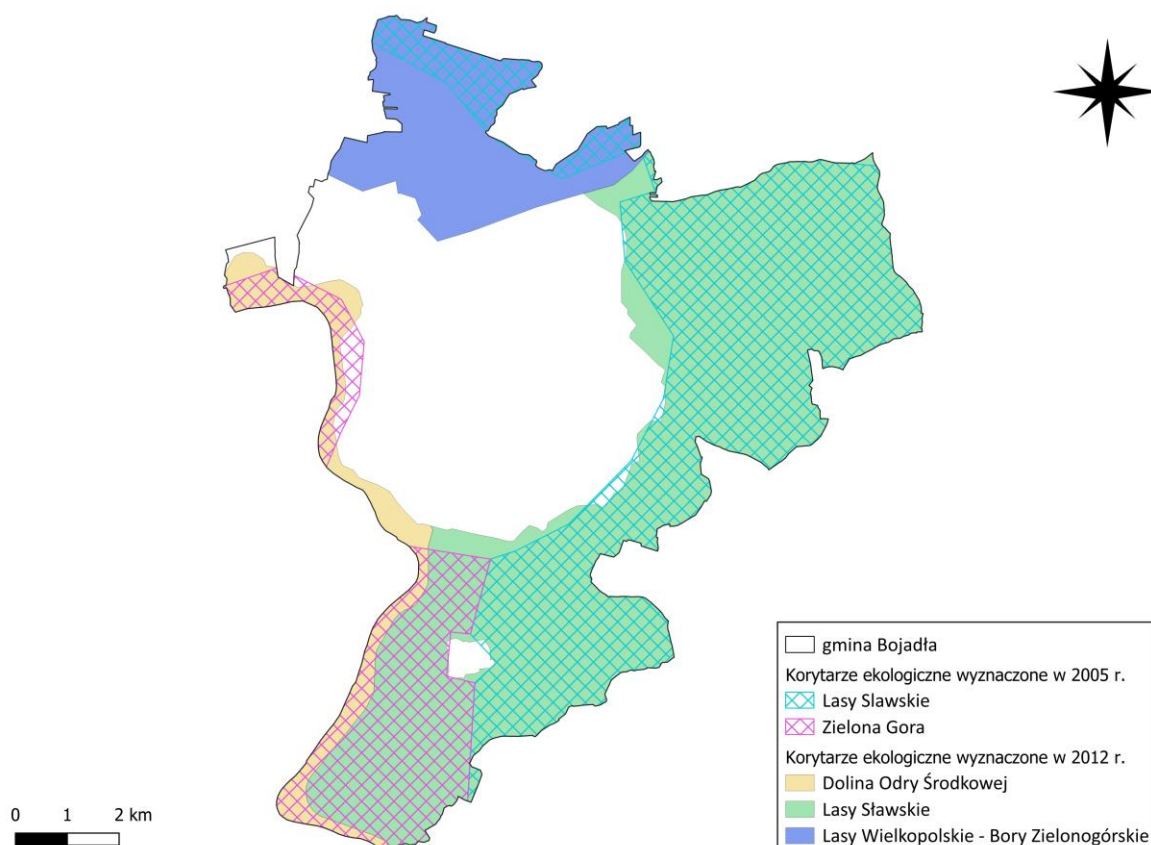 gmina Bojadła
Korytarze ekologiczne wyznaczone w 2005 r.
Lasy Slawskie
Zielona Gora
Korytarze ekologiczne wyznaczone w 2012 r.
Dolina Odry Środkowej
Lasy Sławskie
Lasy Wielkopolskie - Bory Zielonogórskie
0 1 2 km